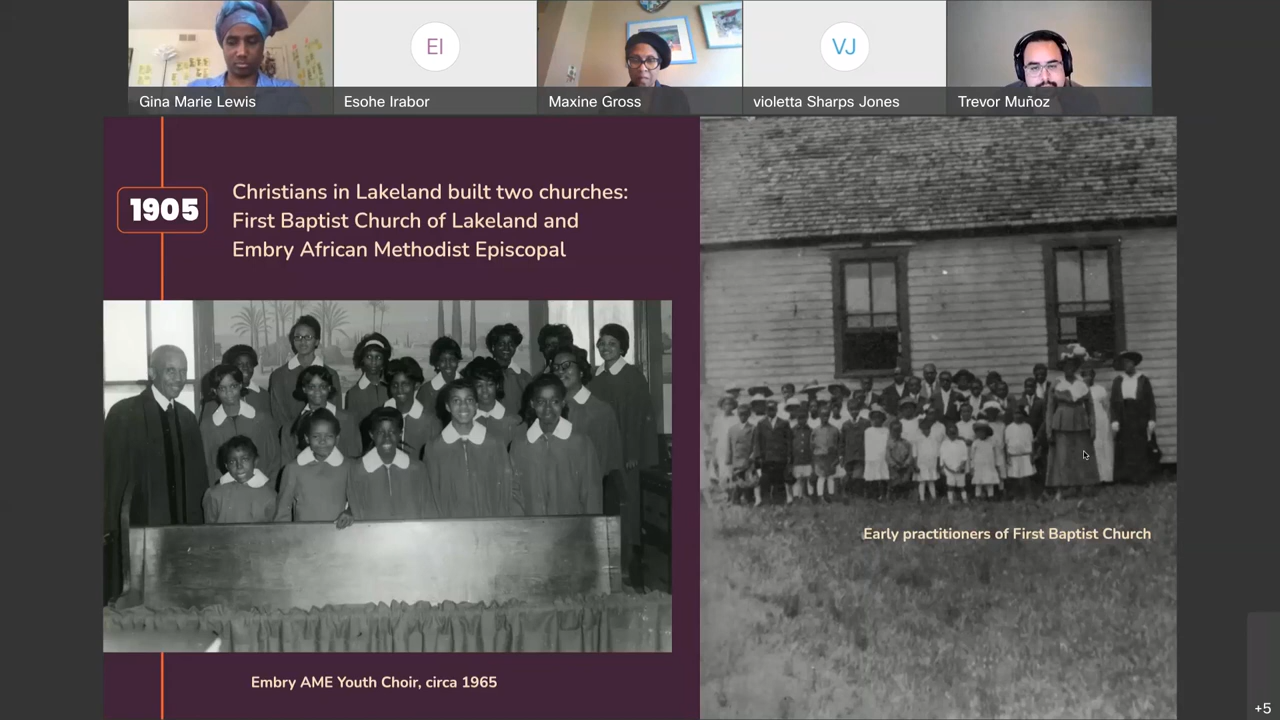 Gina Marie Lewis
EI
Esohe Irabor
Maxine Gross
VJ
violetta Sharps Jones
Trevor Muñoz
1905
Christians in Lakeland built two churches:
First Baptist Church of Lakeland and
Embry African Methodist Episcopal
Early practitioners of First Baptist Church
Embry AME Youth Choir, circa 1965
+5